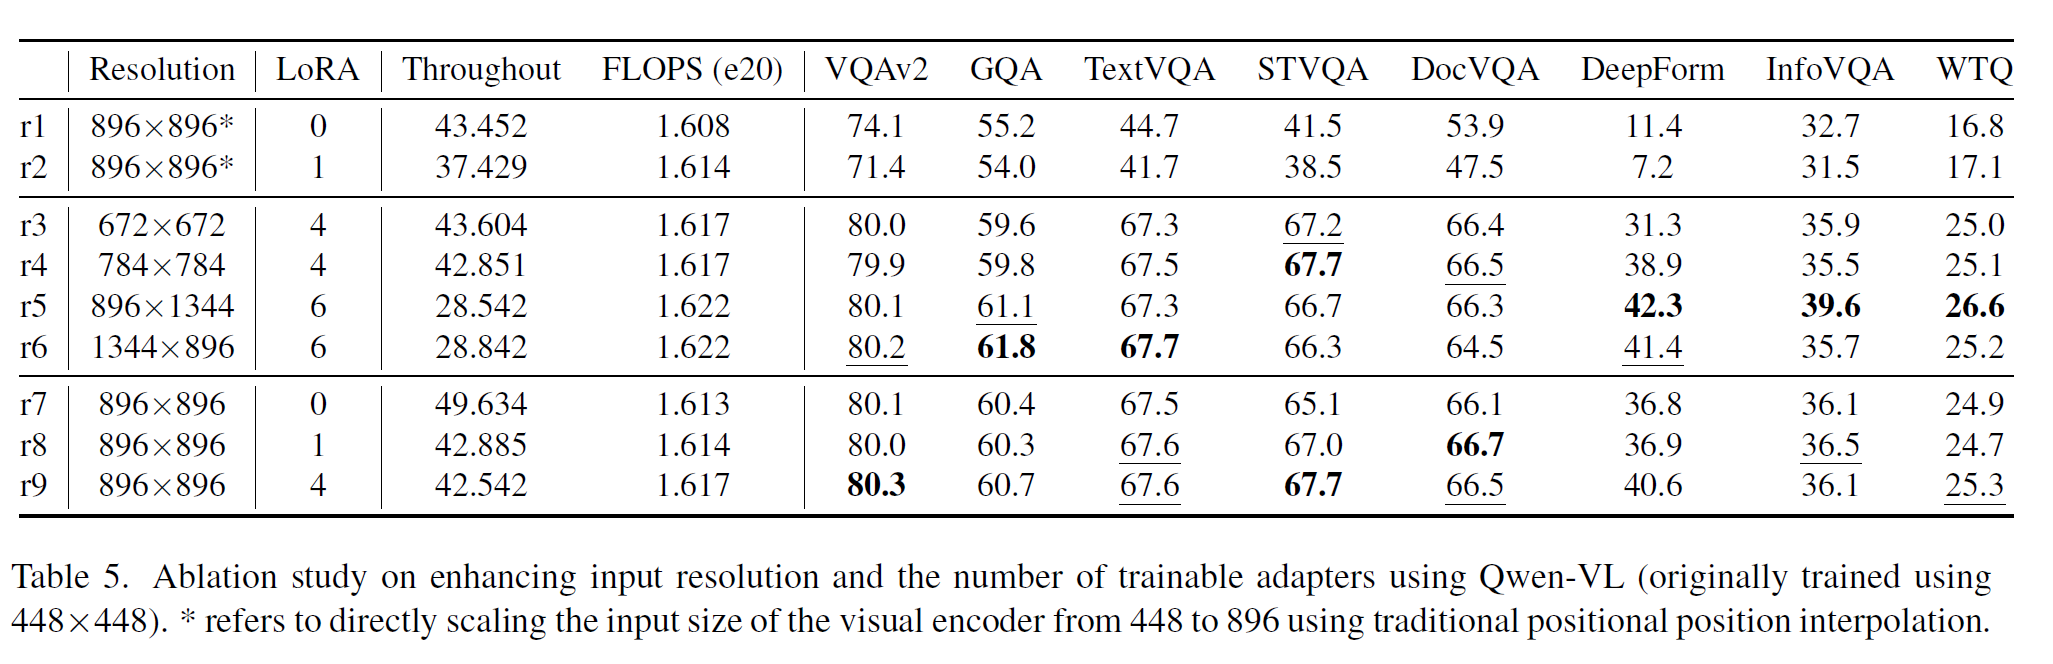 Resolution LoRA Throughout FLOPS (e20) VQAv2 GQA TextVQA STVQA DocVQA DeepForm InfoVQA WTQ
r1 896×896* 0 43.452 1.608 74.1 55.2 44.7 41.5 53.9 11.4 32.7 16.8
r2 896×896* 1 37.429 1.614 71.4 54.0 41.7 38.5 47.5 7.2 31.5 17.1
r3 672×672 4 43.604 1.617 80.0 59.6 67.3 67.2 66.4 31.3 35.9 25.0
r4 784×784 4 42.851 1.617 79.9 59.8 67.5 67.7 66.5 38.9 35.5 25.1
r5 896×1344 6 28.542 1.622 80.1 61.1 67.3 66.7 66.3 42.3 39.6 26.6
r6 1344×896 6 28.842 1.622 80.2 61.8 67.7 66.3 64.5 41.4 35.7 25.2
r7 896×896 0 49.634 1.613 80.1 60.4 67.5 65.1 66.1 36.8 36.1 24.9
r8 896×896 1 42.885 1.614 80.0 60.3 67.6 67.0 66.7 36.9 36.5 24.7
r9 896×896 4 42.542 1.617 80.3 60.7 67.6 67.7 66.5 40.6 36.1 25.3
Table 5. Ablation study on enhancing input resolution and the number of trainable adapters using Qwen-VL (originally trained using
448×448). * refers to directly scaling the input size of the visual encoder from 448 to 896 using traditional positional position interpolation.